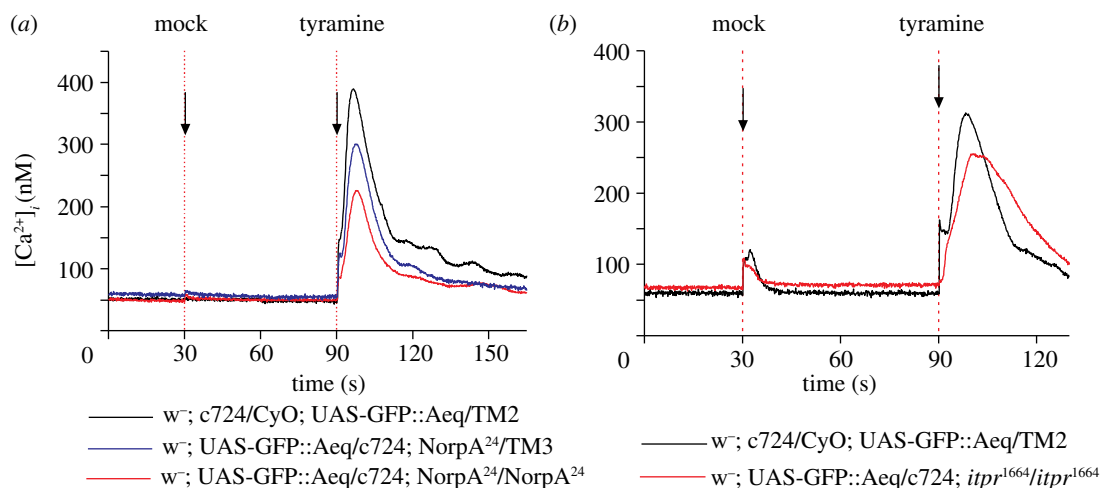 (a) mock tyramine
400
300
200
100
0
[Ca²⁺]ᵢ (nM)
30 60 90 120 150
time (s)
w⁻; c724/CyO; UAS-GFP::Aeq/TM2
w⁻; UAS-GFP::Aeq/c724; NorpA²⁴/TM3
w⁻; UAS-GFP::Aeq/c724; NorpA²⁴/NorpA²⁴
(b) mock tyramine
400
300
200
100
0
30 60 90 120
time (s)
w⁻; c724/CyO; UAS-GFP::Aeq/TM2
w⁻; UAS-GFP::Aeq/c724; itpr¹⁶⁶⁴/itpr¹⁶⁶⁴